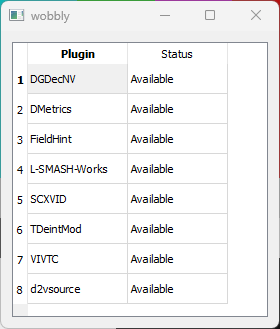 wobbly
Plugin Status
1 DGDecNV Available
2 DMetrics Available
3 FieldHint Available
4 L-SMASH-Works Available
5 SCXVID Available
6 TDeintMod Available
7 VIVTC Available
8 d2vsource Available